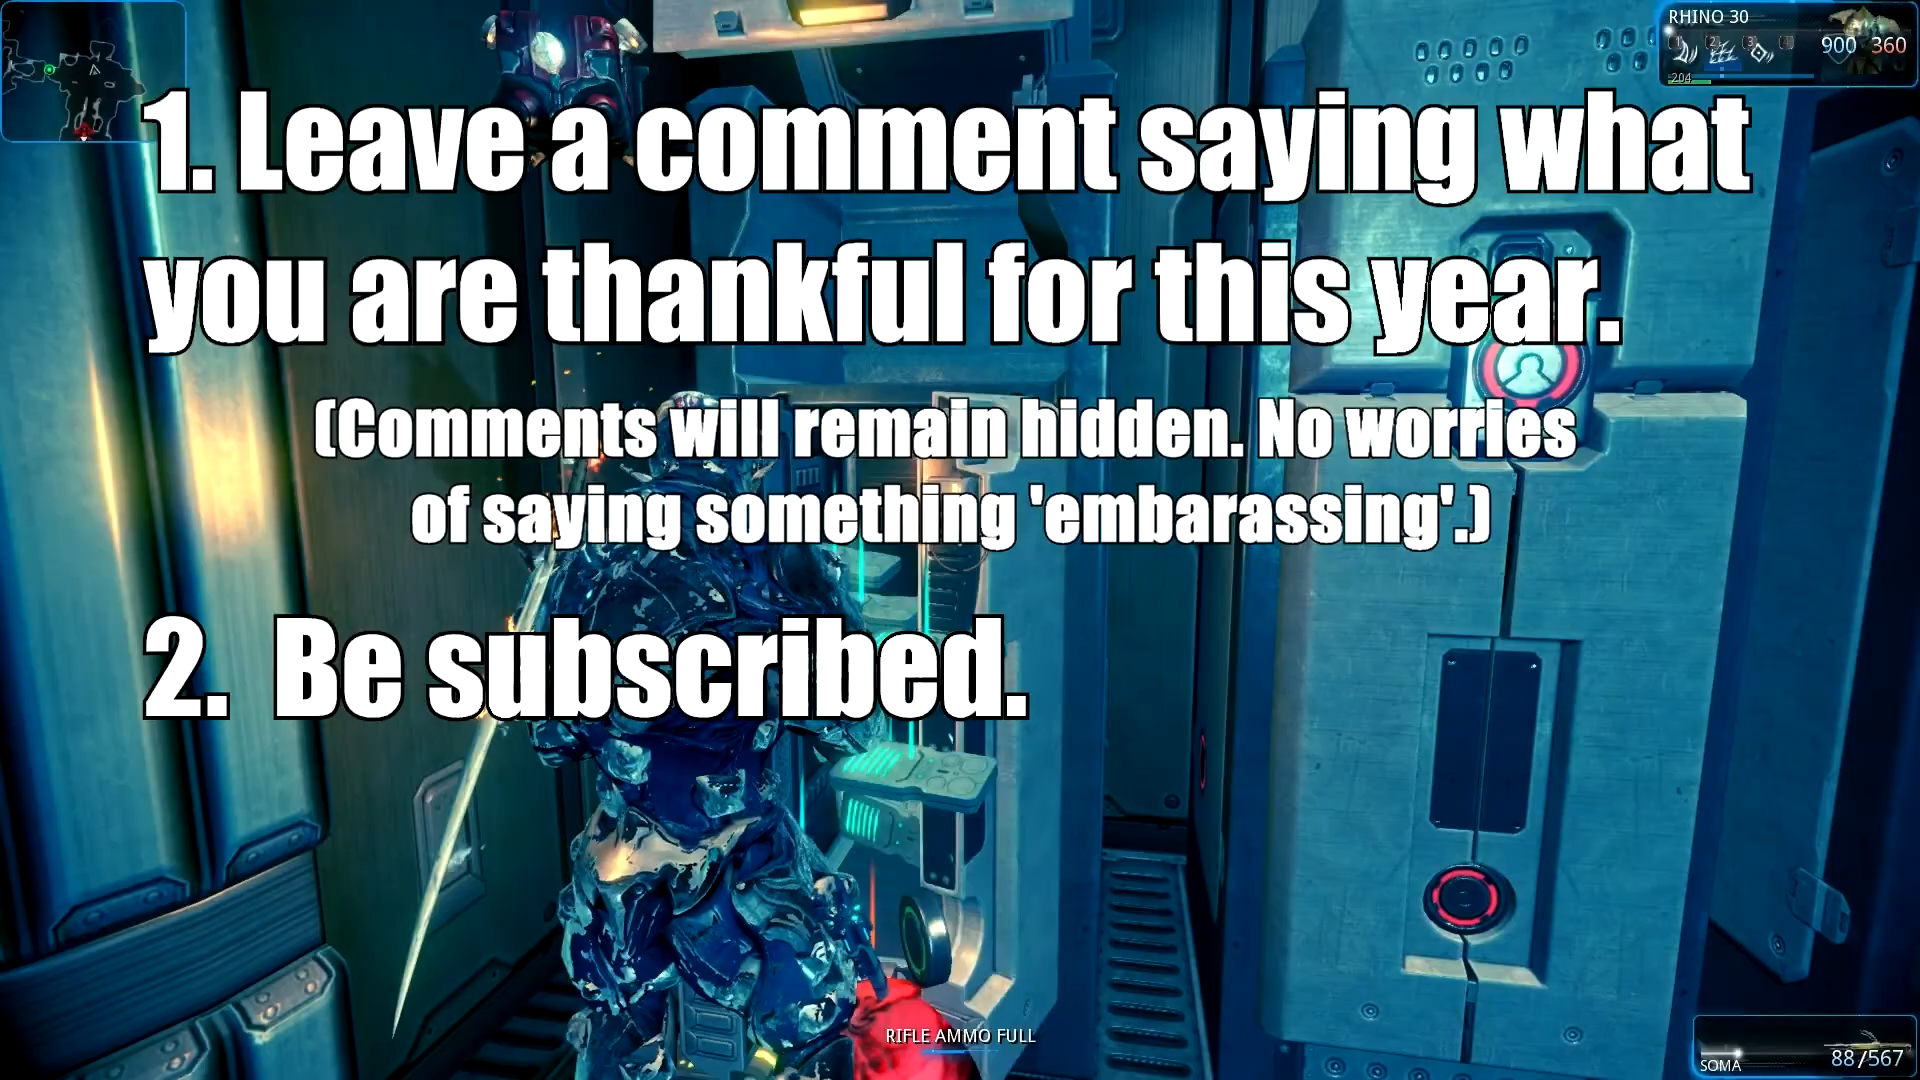 RHINO 30
900 360
204
1. Leave a comment saying what
you are thankful for this year.
(Comments will remain hidden. No worries
of saying something 'embarassing'.)
2. Be subscribed.
RIFLE AMMO FULL
SOMA 88/567